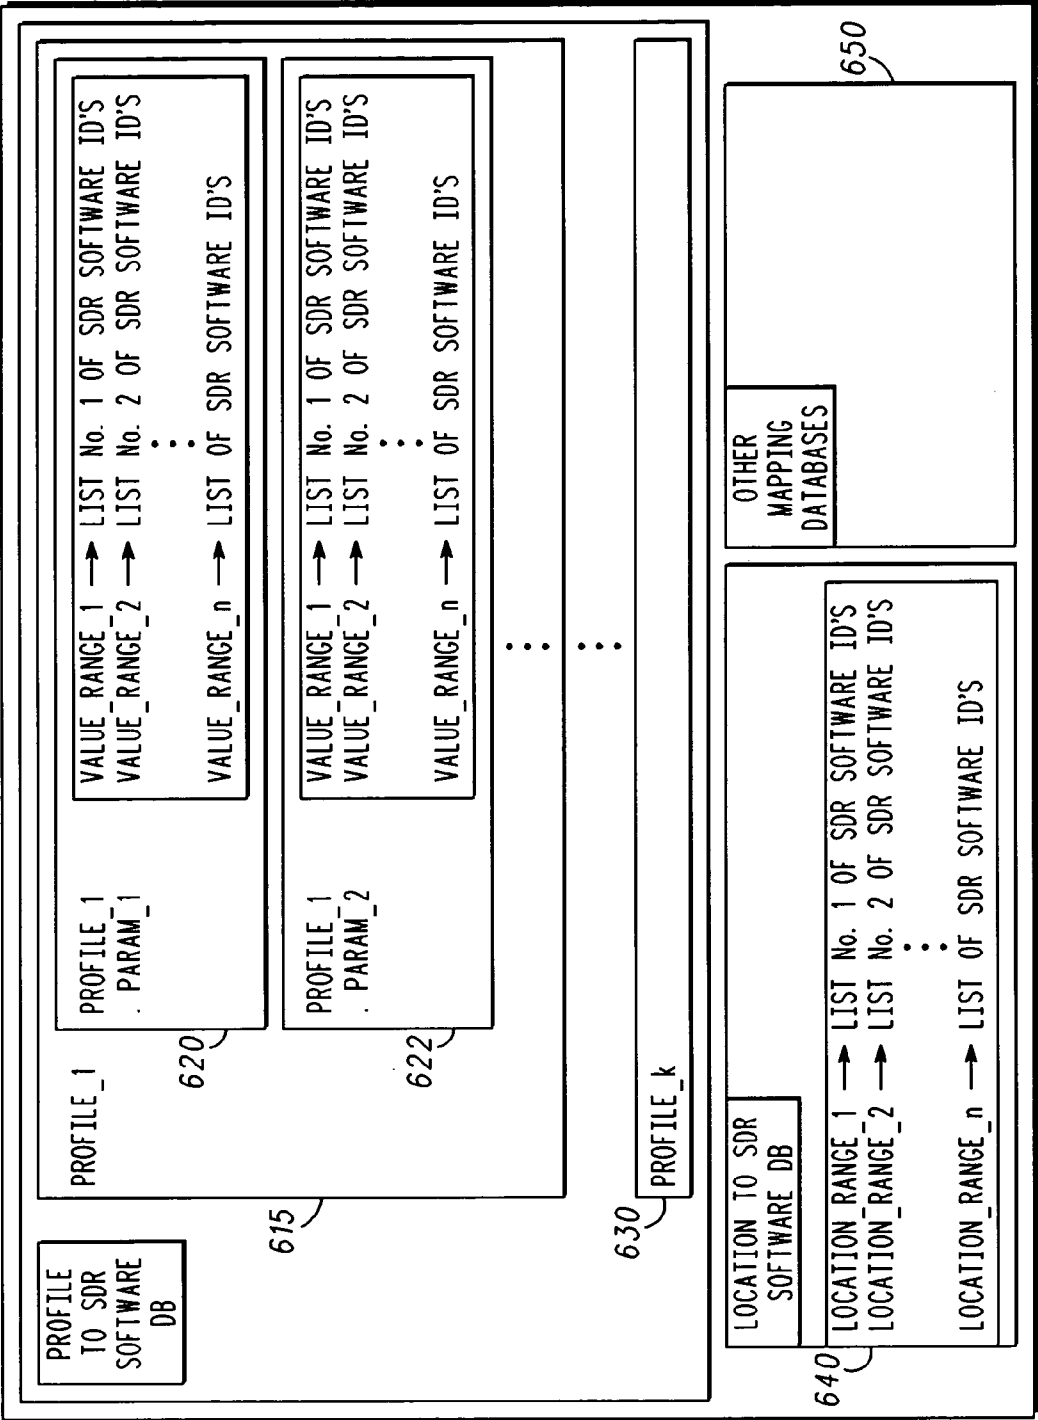 PROFILE
TO SDR
SOFTWARE
DB
PROFILE_1
615
PROFILE_1
. PARAM_1
620
VALUE_RANGE_1 → LIST No. 1 OF SDR SOFTWARE ID'S
VALUE_RANGE_2 → LIST No. 2 OF SDR SOFTWARE ID'S
VALUE_RANGE_n → LIST OF SDR SOFTWARE ID'S
PROFILE_1
. PARAM_2
622
VALUE_RANGE_1 → LIST No. 1 OF SDR SOFTWARE ID'S
VALUE_RANGE_2 → LIST No. 2 OF SDR SOFTWARE ID'S
VALUE_RANGE_n → LIST OF SDR SOFTWARE ID'S
630
PROFILE_k
LOCATION TO SDR
SOFTWARE DB
640
LOCATION_RANGE_1 → LIST No. 1 OF SDR SOFTWARE ID'S
LOCATION_RANGE_2 → LIST No. 2 OF SDR SOFTWARE ID'S
LOCATION_RANGE_n → LIST OF SDR SOFTWARE ID'S
OTHER
MAPPING
DATABASES
650